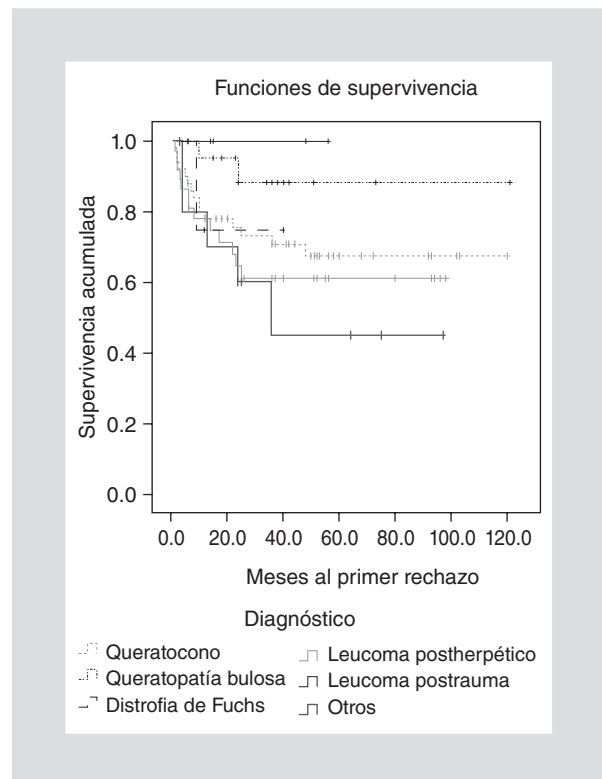 Funciones de supervivencia
1.0
0.8
0.6
0.4
0.2
0.0
Supervivencia acumulada
0.0 20.0 40.0 60.0 80.0 100.0 120.0
Meses al primer rechazo
Diagnóstico
Queratocono
Queratopatía bulosa
Distrofia de Fuchs
Leucoma postherpético
Leucoma postrauma
Otros